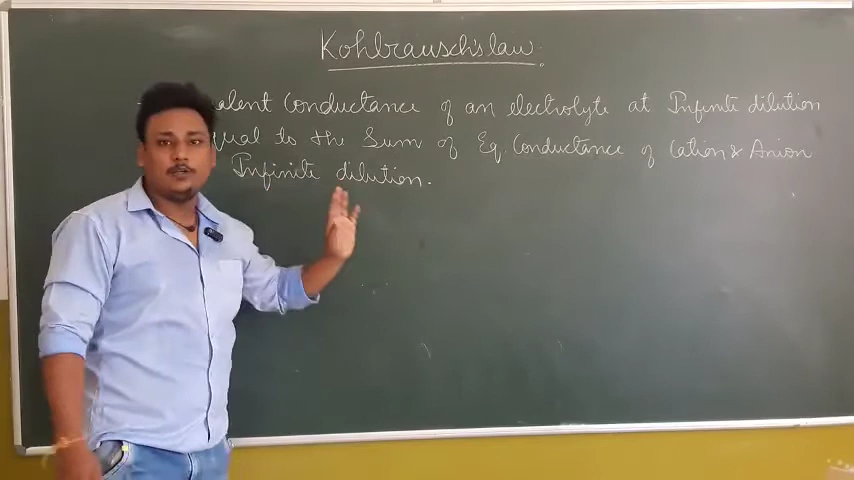 Kohlrausch's law.
alent Conductance of an electrolyte at Infinite dilution
qual to the Sum of Eq. Conductance of Cation & Anion
Infinite dilution.